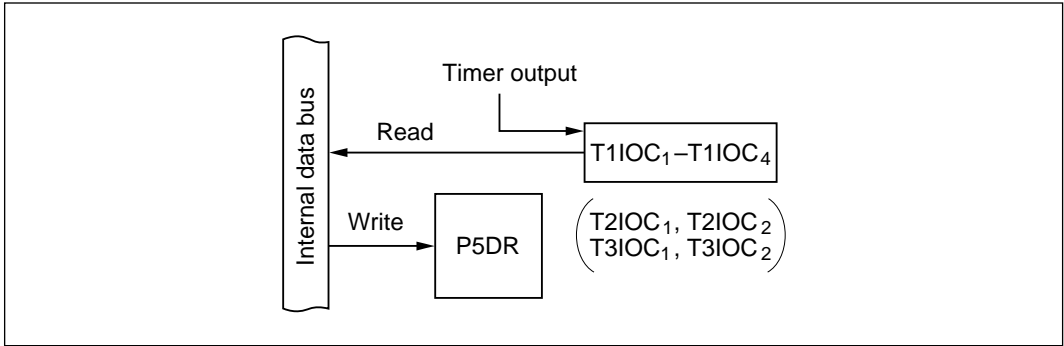 Timer output
Internal data bus
Read
T1IOC1–T1IOC4
Write
P5DR
T2IOC1, T2IOC2
T3IOC1, T3IOC2